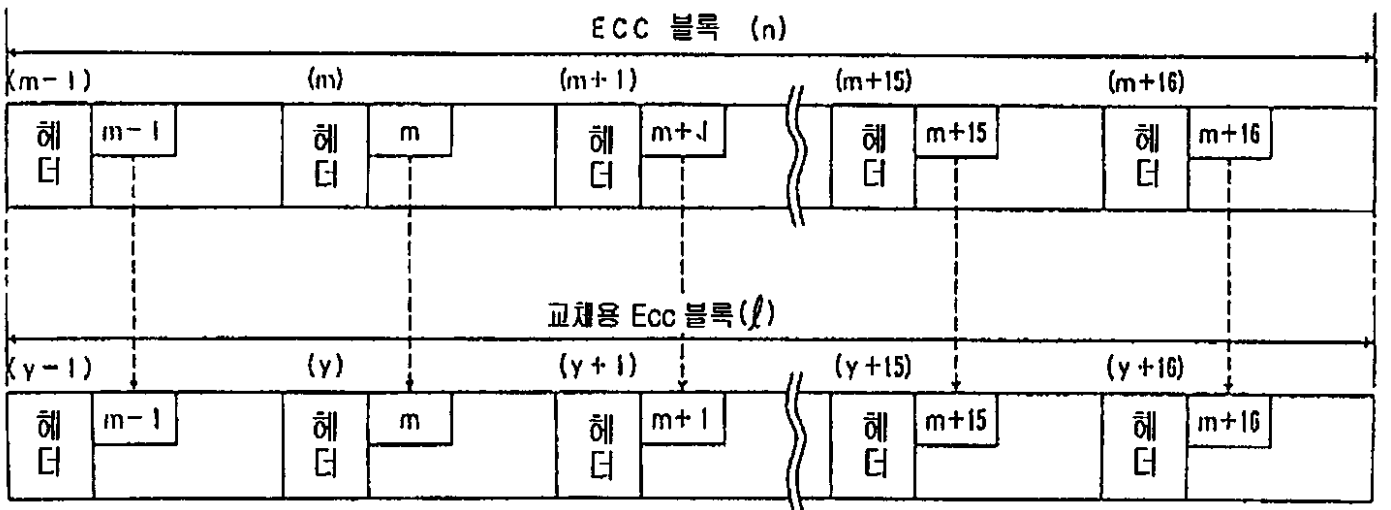 ECC 블록 (n)
(m-1) (m) (m+1) (m+15) (m+16)
헤더 m-1 헤더 m 헤더 m+1 헤더 m+15 헤더 m+16
교체용 Ecc 블록(ℓ)
(y-1) (y) (y+1) (y+15) (y+16)
헤더 m-1 헤더 m 헤더 m+1 헤더 m+15 헤더 m+16